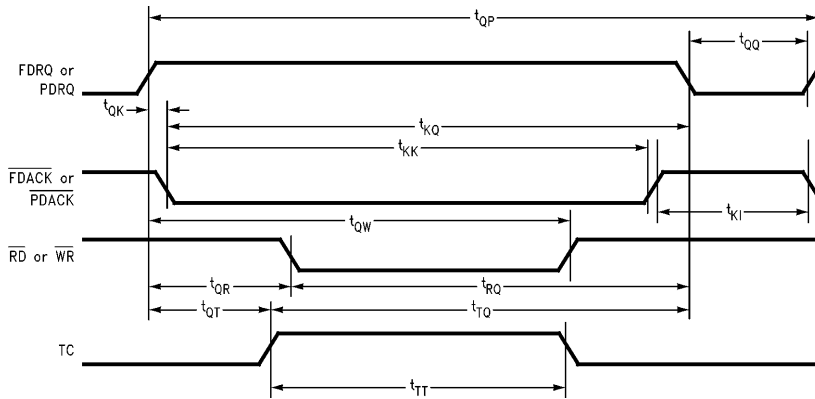 tQP
FDRQ or
PDRQ
tQQ
tQK
tKQ
tKK
FDACK or
PDACK
tKI
tQW
RD or WR
tQR
tRQ
tQT
tTQ
TC
tTT